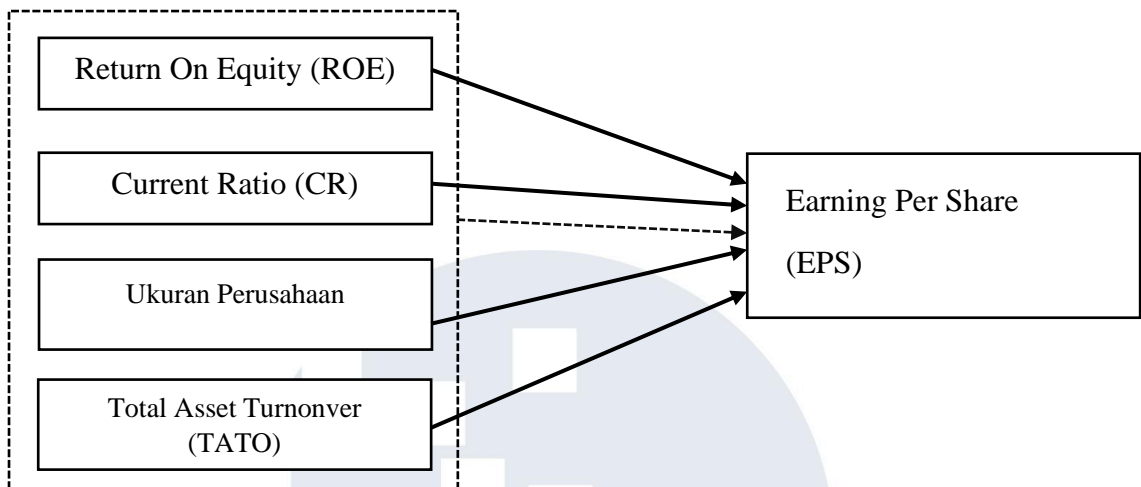 Return On Equity (ROE)
Current Ratio (CR)
Earning Per Share
(EPS)
Ukuran Perusahaan
Total Asset Turnonver
(TATO)